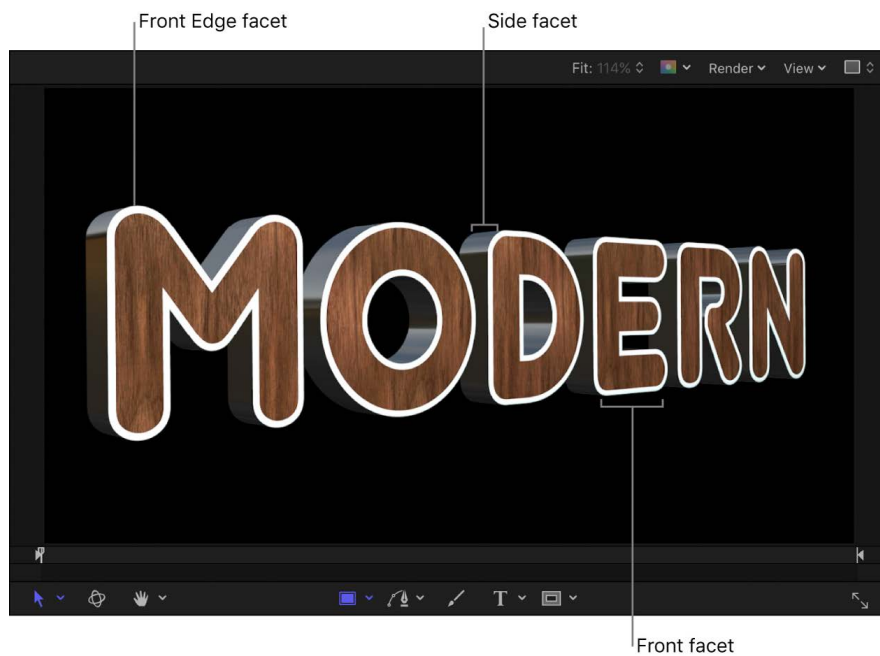 Front Edge facet
Side facet
Fit: 114% Render View
MODERN
T
Front facet